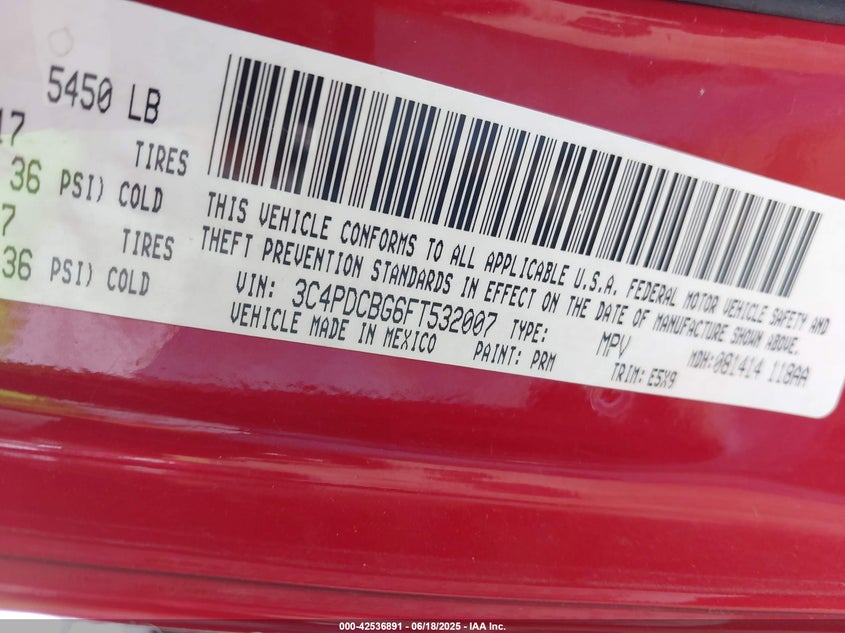 5450 LB
17
TIRES
36 PSI) COLD
7
TIRES
36 PSI) COLD
THIS VEHICLE CONFORMS TO ALL APPLICABLE U.S.A. FEDERAL MOTOR VEHICLE SAFETY AND
THEFT PREVENTION STANDARDS IN EFFECT ON THE DATE OF MANUFACTURE SHOWN ABOVE.
VIN: 3C4PDCBG6FT532007 TYPE: MPV MDH:081414 118AA
VEHICLE MADE IN MEXICO PAINT: PRM TRIM: E5X9
000-42536891 - 06/18/2025 - IAA Inc.